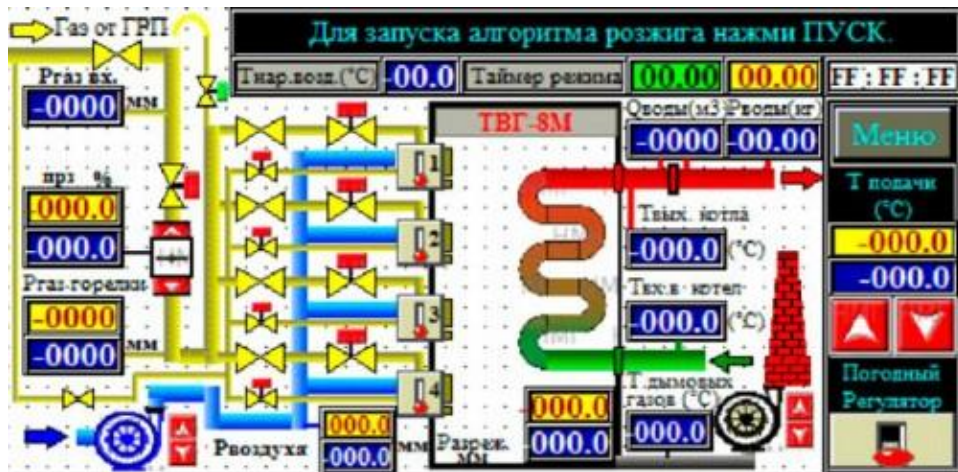 Газ от ГРП
Для запуска алгоритма розжига нажми ПУСК.
Тнар.возд.(°C) -00.0 Таймер режима 00.00 00.00 FF : FF : FF
Ргаз вх.
-0000 мм
ТВГ-8М
Qводы(м3) Рводы(кг)
-0000 -00.00
Меню
1
прз %
-000.0
-000.0
Т подачи
(°C)
-000.0
-000.0
2
Твых. котла
-000.0 (°C)
Ргаз горелки
-0000
-0000 мм
Твх.в котел
-000.0 (°C)
3
Погодный
Регулятор
4
Т.дымовых
газов (°C)
-000.0
Рвоздухя
000.0
-000.0 мм
Разреж.
мм
-000.0
000.0